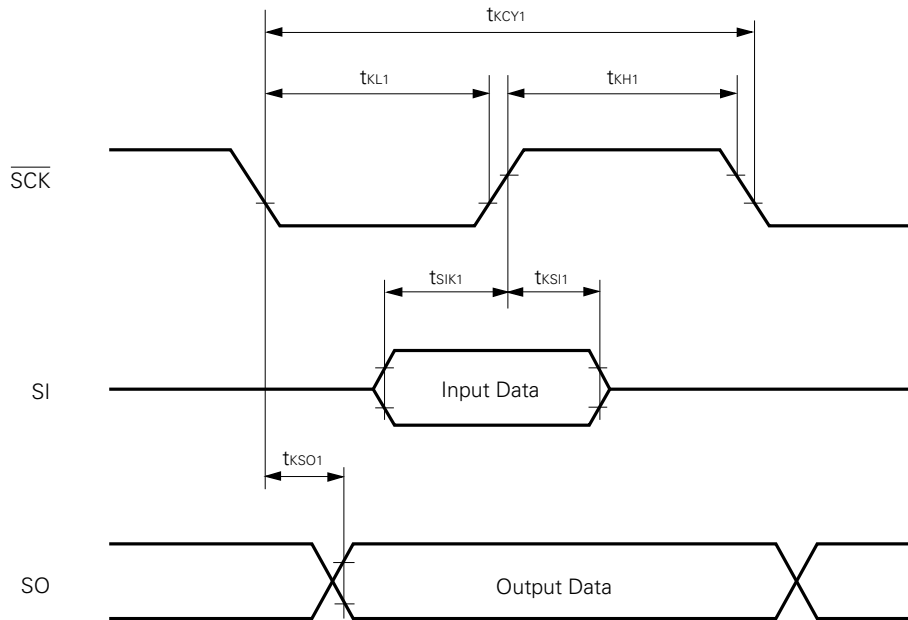 tKCY1
tKL1
tKH1
SCK
tSIK1
tKSI1
SI
Input Data
tKSO1
SO
Output Data